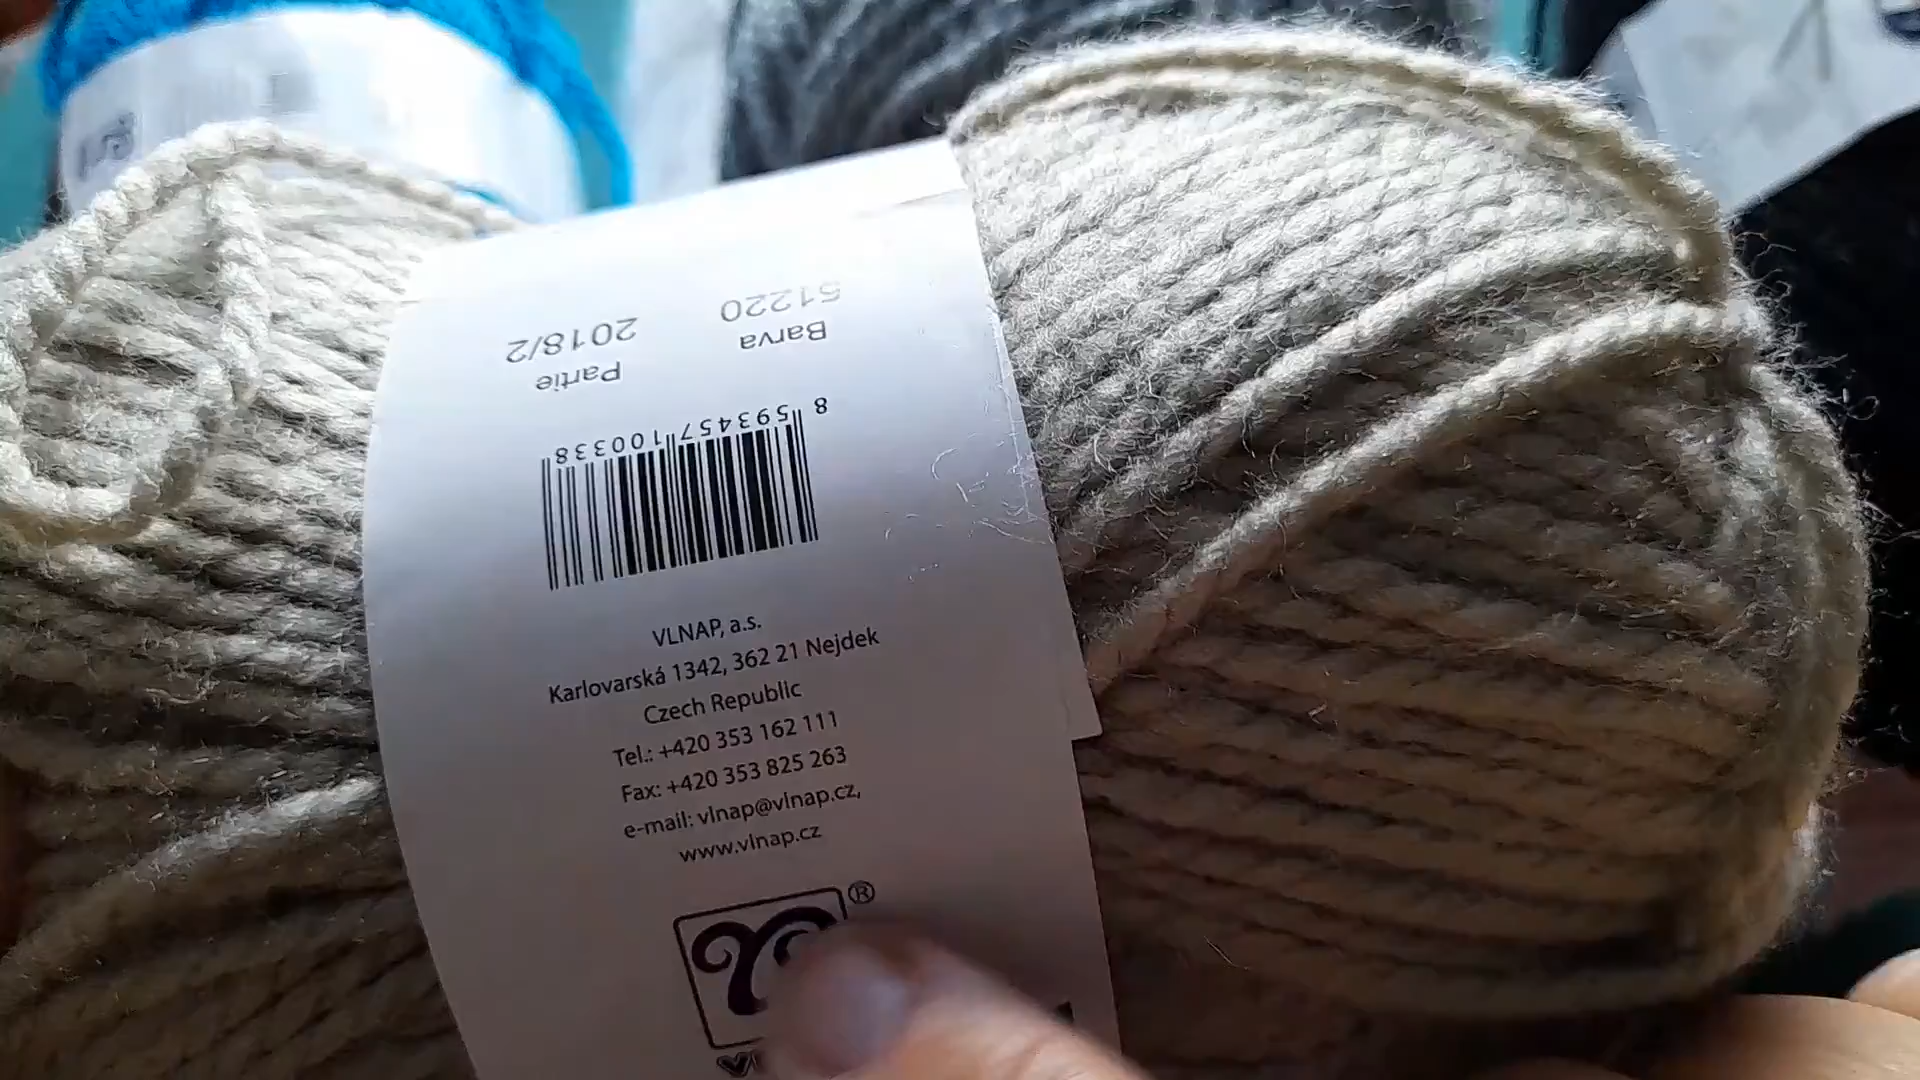 Barva
51220
Partie
2018/2
8 593457 100338
VLNAP, a.s.
Karlovarská 1342, 362 21 Nejdek
Czech Republic
Tel.: +420 353 162 111
Fax: +420 353 825 263
e-mail: vlnap@vlnap.cz,
www.vlnap.cz
®